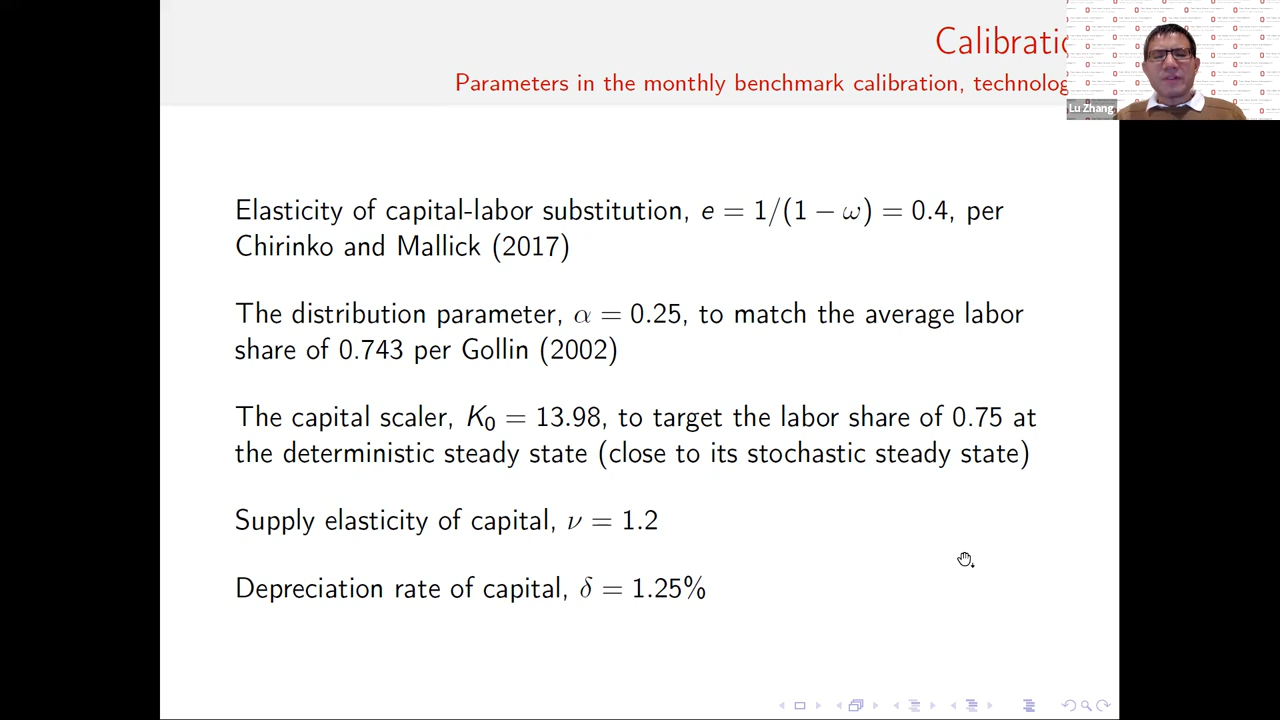 Calibratio
Parameters in the monthly benchmark calibration, technolog
Lu Zhang
Elasticity of capital-labor substitution, e = 1/(1 − ω) = 0.4, per
Chirinko and Mallick (2017)
The distribution parameter, α = 0.25, to match the average labor
share of 0.743 per Gollin (2002)
The capital scaler, K₀ = 13.98, to target the labor share of 0.75 at
the deterministic steady state (close to its stochastic steady state)
Supply elasticity of capital, ν = 1.2
Depreciation rate of capital, δ = 1.25%